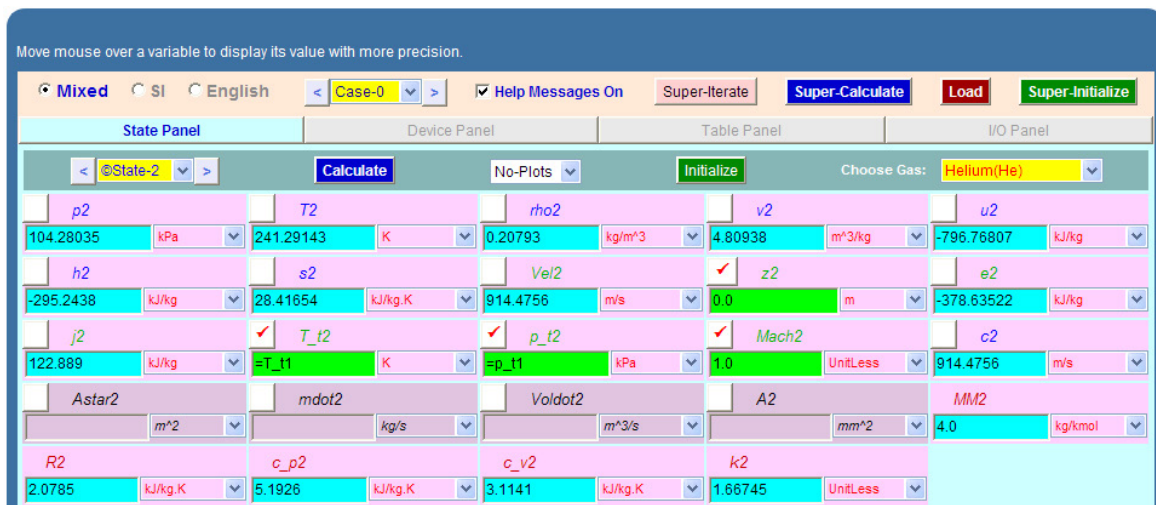 Move mouse over a variable to display its value with more precision.
Mixed SI English < Case-0 > Help Messages On Super-Iterate Super-Calculate Load Super-Initialize
State Panel Device Panel Table Panel I/O Panel
< ©State-2 > Calculate No-Plots Initialize Choose Gas: Helium(He)
p2 T2 rho2 v2 u2
104.28035 kPa 241.29143 K 0.20793 kg/m^3 4.80938 m^3/kg -796.76807 kJ/kg
h2 s2 Vel2 z2 e2
-295.2438 kJ/kg 28.41654 kJ/kg.K 914.4756 m/s 0.0 m -378.63522 kJ/kg
j2 T_t2 p_t2 Mach2 c2
122.889 kJ/kg =T_t1 K =p_t1 kPa 1.0 UnitLess 914.4756 m/s
Astar2 mdot2 Voldot2 A2 MM2
m^2 kg/s m^3/s mm^2 4.0 kg/kmol
R2 c_p2 c_v2 k2
2.0785 kJ/kg.K 5.1926 kJ/kg.K 3.1141 kJ/kg.K 1.66745 UnitLess